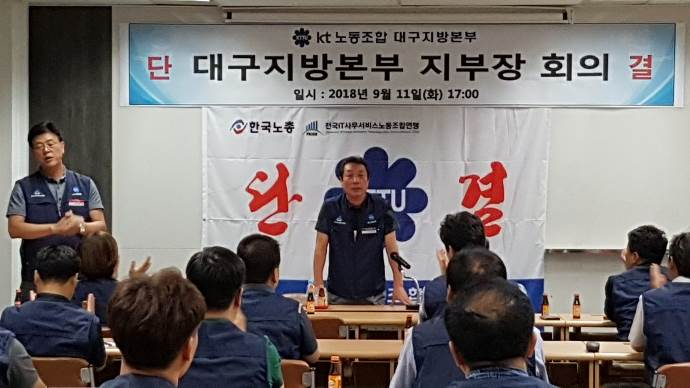 kt 노동조합 대구지방본부
단 대구지방본부 지부장 회의 결
일시 : 2018년 9월 11일(화) 17:00
한국노총 전국IT사무서비스노동조합연맹
단 KTTU 결